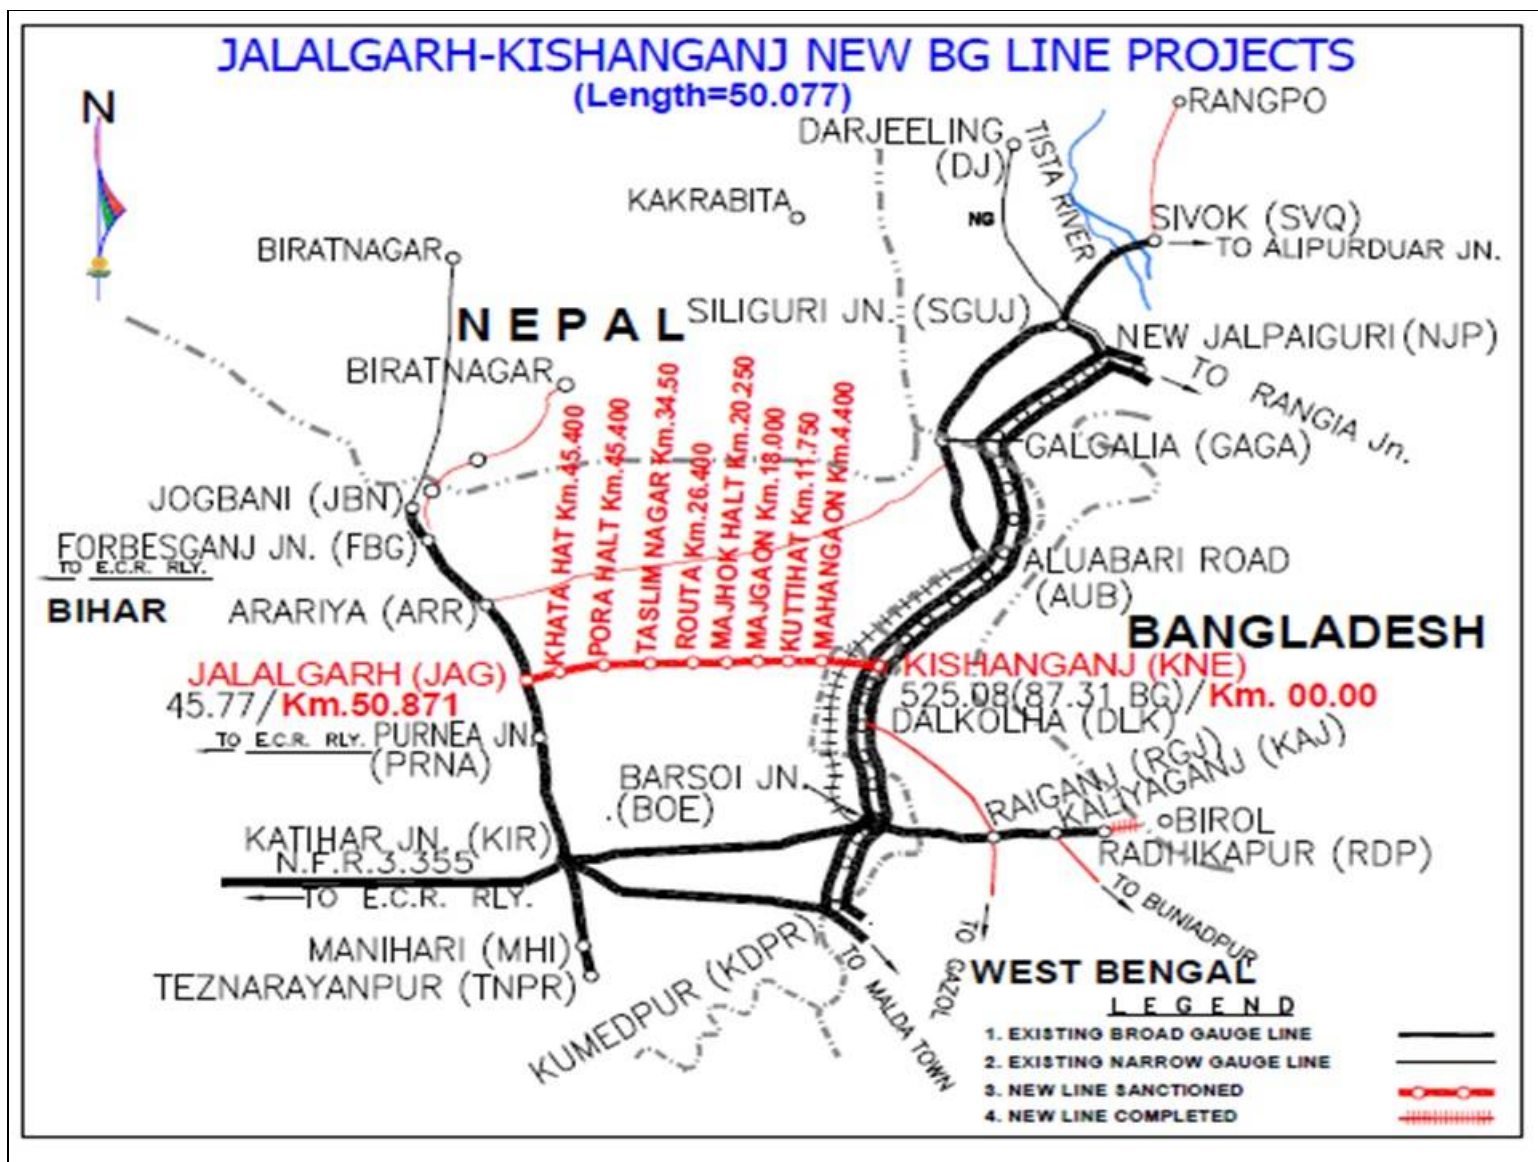 JALALGARH-KISHANGANJ NEW BG LINE PROJECTS
(Length=50.077)
N
RANGPO
DARJEELING
(DJ)
TISTA RIVER
KAKRABITA
NG
SIVOK (SVQ)
TO ALIPURDUAR JN.
BIRATNAGAR
NEPAL
SILIGURI JN. (SGUJ)
NEW JALPAIGURI (NJP)
TO RANGIA Jn.
BIRATNAGAR
KHATA HAT Km.45.400
PORA HALT Km.45.400
TASLIM NAGAR Km.34.50
ROUTA Km.26.400
MAJHOK HALT Km.20.250
MAJGAON Km.18.000
KUTTIHAT Km.11.750
MAHANGAON Km.4.400
GALGALIA (GAGA)
JOGBANI (JBN)
FORBESGANJ JN. (FBG)
TO E.C.R. RLY.
BIHAR
ARARIYA (ARR)
ALUABARI ROAD
(AUB)
BANGLADESH
JALALGARH (JAG)
45.77/Km.50.871
KISHANGANJ (KNE)
525.08(87.31 BG)/Km. 00.00
DALKOLHA (DLK)
TO E.C.R. RLY.
PURNEA JN.
(PRNA)
BARSOI JN.
.(BOE)
RAIGANJ (RGJ)
KALIYAGANJ (KAJ)
BIROL
RADHIKAPUR (RDP)
KATIHAR JN. (KIR)
N.F.R.3.355
TO E.C.R. RLY.
MANIHARI (MHI)
TEZNARAYANPUR (TNPR)
KUMEDPUR (KDPR)
TO MALDA TOWN
TO GAZOL
TO BUNIADPUR
WEST BENGAL
LEGEND
1. EXISTING BROAD GAUGE LINE
2. EXISTING NARROW GAUGE LINE
3. NEW LINE SANCTIONED
4. NEW LINE COMPLETED